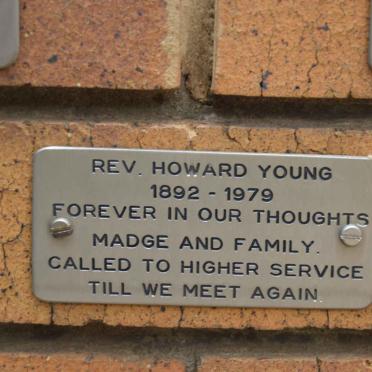 REV. HOWARD YOUNG
1892 - 1979
FOREVER IN OUR THOUGHTS
MADGE AND FAMILY.
CALLED TO HIGHER SERVICE
TILL WE MEET AGAIN.